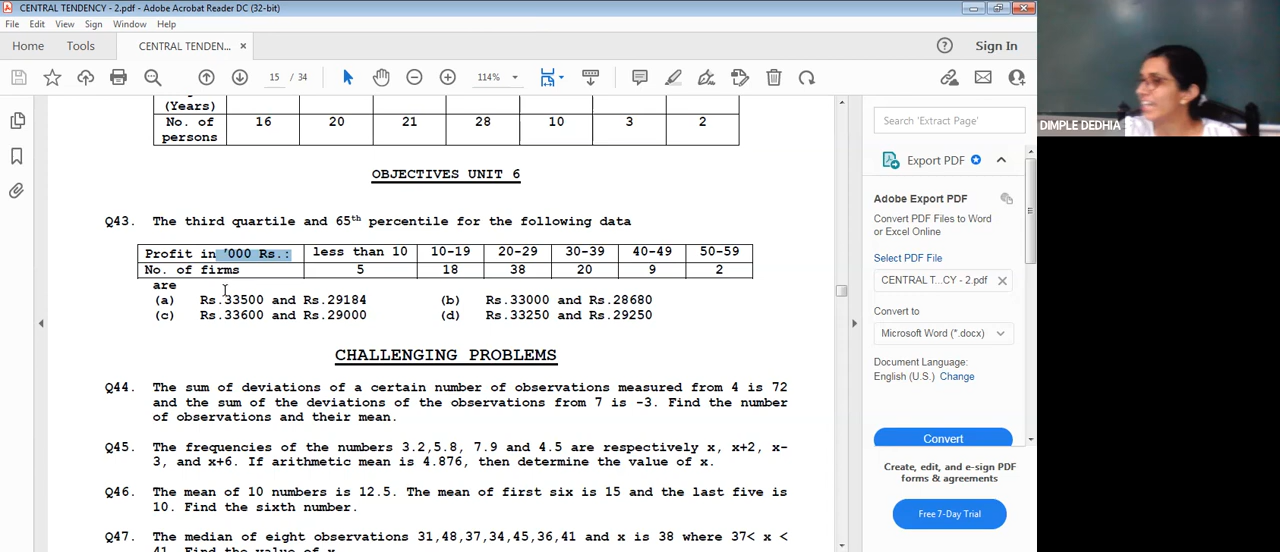 CENTRAL TENDENCY - 2.pdf - Adobe Acrobat Reader DC (32-bit)
File Edit View Sign Window Help
Home Tools CENTRAL TENDEN... × Sign In
15 / 34 114%
(Years)
No. of persons 16 20 21 28 10 3 2
OBJECTIVES UNIT 6
Q43. The third quartile and 65th percentile for the following data
Profit in '000 Rs.: less than 10 10-19 20-29 30-39 40-49 50-59
No. of firms 5 18 38 20 9 2
are
(a) Rs.33500 and Rs.29184 (b) Rs.33000 and Rs.28680
(c) Rs.33600 and Rs.29000 (d) Rs.33250 and Rs.29250
CHALLENGING PROBLEMS
Q44. The sum of deviations of a certain number of observations measured from 4 is 72
and the sum of the deviations of the observations from 7 is -3. Find the number
of observations and their mean.
Q45. The frequencies of the numbers 3.2,5.8, 7.9 and 4.5 are respectively x, x+2, x-
3, and x+6. If arithmetic mean is 4.876, then determine the value of x.
Q46. The mean of 10 numbers is 12.5. The mean of first six is 15 and the last five is
10. Find the sixth number.
Q47. The median of eight observations 31,48,37,34,45,36,41 and x is 38 where 37< x <
41. Find the value of x.
DIMPLE DEDHIA
Search 'Extract Page'
Export PDF
Adobe Export PDF
Convert PDF Files to Word
or Excel Online
Select PDF File
CENTRAL T...CY - 2.pdf ×
Convert to
Microsoft Word (*.docx)
Document Language:
English (U.S.) Change
Convert
Create, edit, and e-sign PDF
forms & agreements
Free 7-Day Trial